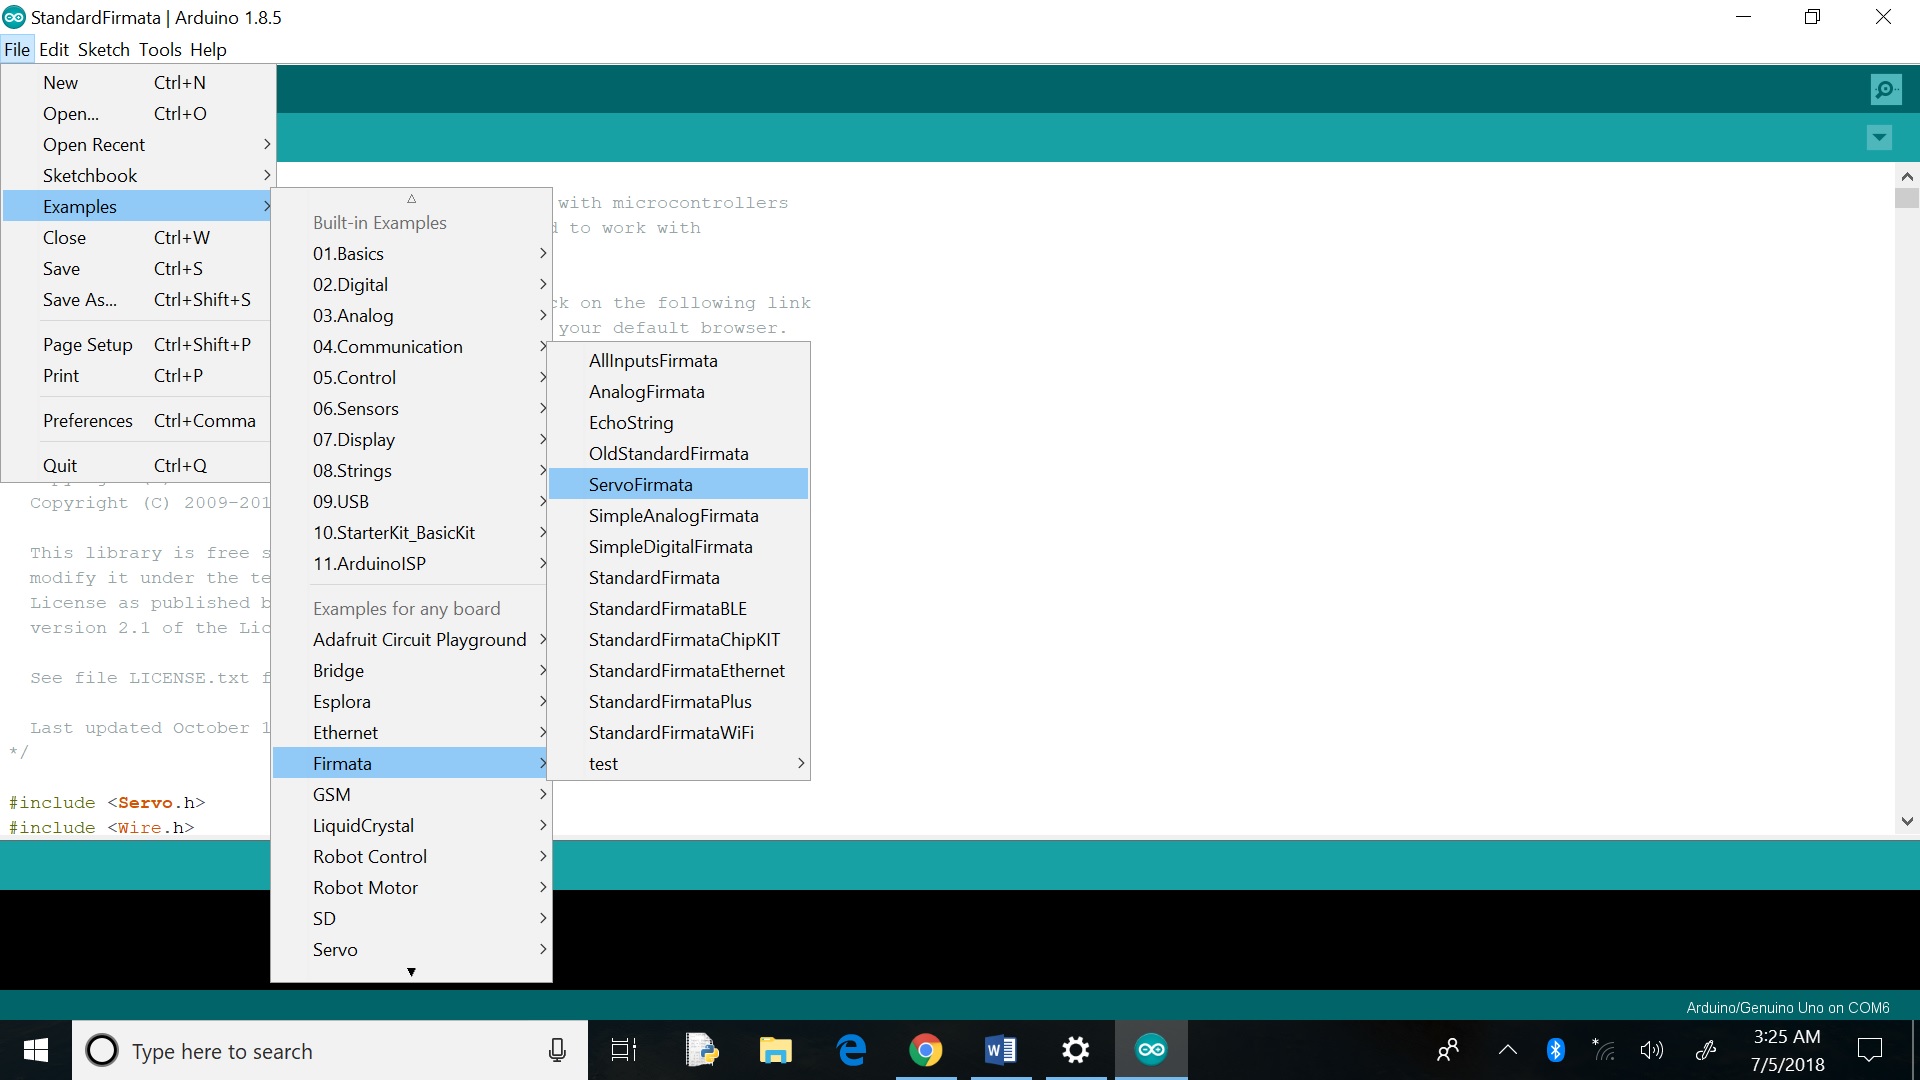 StandardFirmata | Arduino 1.8.5
File Edit Sketch Tools Help
New Ctrl+N
Open... Ctrl+O
Open Recent
Sketchbook
Examples
Close Ctrl+W
Save Ctrl+S
Save As... Ctrl+Shift+S
Page Setup Ctrl+Shift+P
Print Ctrl+P
Preferences Ctrl+Comma
Quit Ctrl+Q
Built-in Examples
01.Basics
02.Digital
03.Analog
04.Communication
05.Control
06.Sensors
07.Display
08.Strings
09.USB
10.StarterKit_BasicKit
11.ArduinoISP
Examples for any board
Adafruit Circuit Playground
Bridge
Esplora
Ethernet
Firmata
GSM
LiquidCrystal
Robot Control
Robot Motor
SD
Servo
AllInputsFirmata
AnalogFirmata
EchoString
OldStandardFirmata
ServoFirmata
SimpleAnalogFirmata
SimpleDigitalFirmata
StandardFirmata
StandardFirmataBLE
StandardFirmataChipKIT
StandardFirmataEthernet
StandardFirmataPlus
StandardFirmataWiFi
test
with microcontrollers
to work with
on the following link
your default browser.
Copyright (C) 2009-201
This library is free s
modify it under the te
License as published b
version 2.1 of the Lic
See file LICENSE.txt f
Last updated October 1
*/
#include <Servo.h>
#include <Wire.h>
Arduino/Genuino Uno on COM6
Type here to search
3:25 AM
7/5/2018